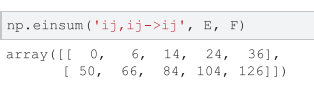 np.einsum('ij,ij->ij', E, F)
array([[  0,   6,  14,  24,  36],
       [ 50,  66,  84, 104, 126]])